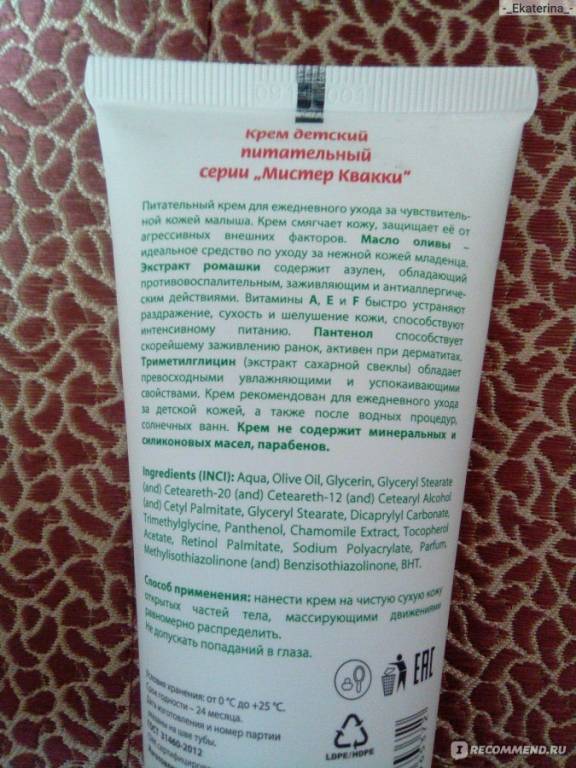 -_Ekaterina_-
крем детский
питательный
серии „Мистер Квакки"
Питательный крем для ежедневного ухода за чувствитель-
ной кожей малыша. Крем смягчает кожу, защищает её от
агрессивных внешних факторов. Масло оливы –
идеальное средство по уходу за нежной кожей младенца.
Экстракт ромашки содержит азулен, обладающий
противовоспалительным, заживляющим и антиаллергиче-
ским действиями. Витамины А, Е и F быстро устраняют
раздражение, сухость и шелушение кожи, способствуют
интенсивному питанию. Пантенол способствует
скорейшему заживлению ранок, активен при дерматитах.
Триметилглицин (экстракт сахарной свеклы) обладает
превосходными увлажняющими и успокаивающими
свойствами. Крем рекомендован для ежедневного ухода
за детской кожей, а также после водных процедур,
солнечных ванн. Крем не содержит минеральных и
силиконовых масел, парабенов.
Ingredients (INCI): Aqua, Olive Oil, Glycerin, Glyceryl Stearate
(and) Ceteareth-20 (and) Ceteareth-12 (and) Cetearyl Alcohol
(and) Cetyl Palmitate, Glyceryl Stearate, Dicaprylyl Carbonate,
Trimethylglycine, Panthenol, Chamomile Extract, Tocopherol
Acetate, Retinol Palmitate, Sodium Polyacrylate, Parfum,
Methylisothiazolinone (and) Benzisothiazolinone, BHT.
Способ применения: нанести крем на чистую сухую кожу
открытых частей тела, массирующими движениями
равномерно распределить.
Не допускать попаданий в глаза.
EAC
Условия хранения: от 0 °С до +25 °С.
Срок годности – 24 месяца.
Дата изготовления и номер партии
на шве тубы.
ГОСТ 31460-2012
LDPE/HDPE
RECOMMEND.RU